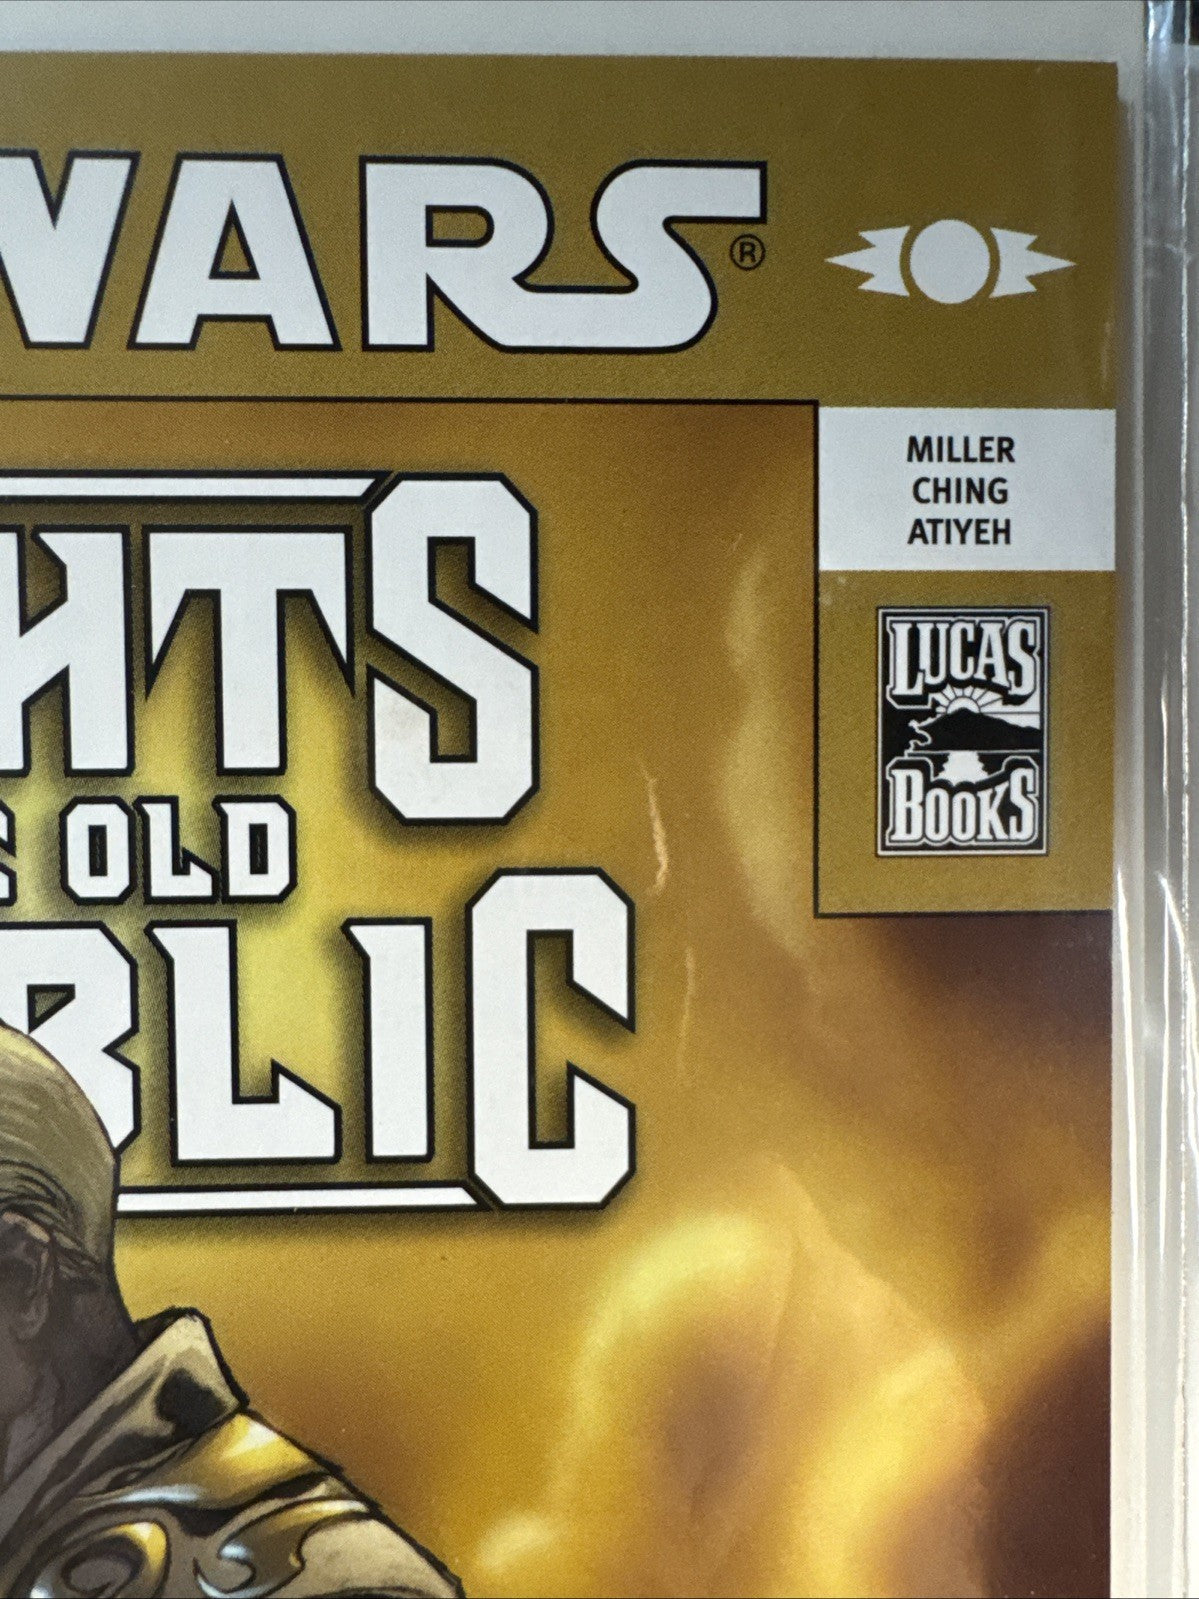 WARS®
HTS
OLD
BLIC
MILLER
CHING
ATIYEH
LUCAS
BOOKS